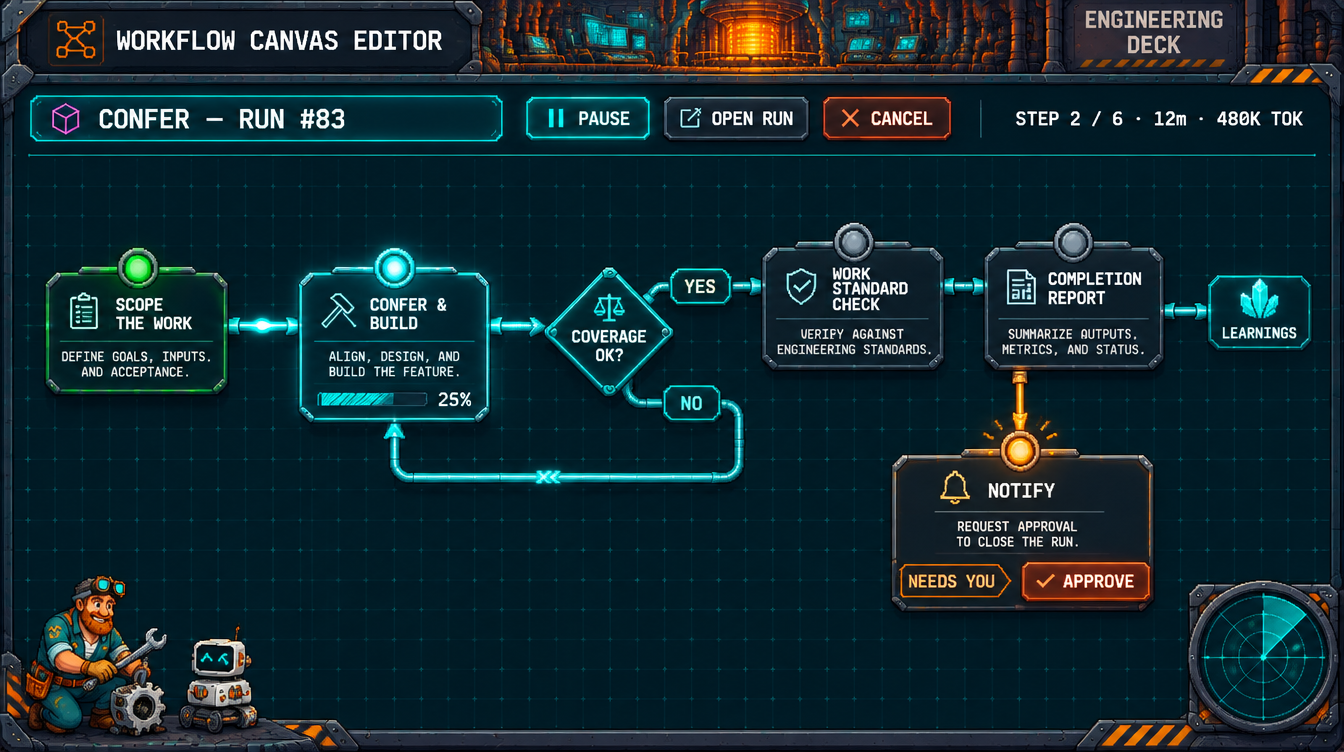 WORKFLOW CANVAS EDITOR
ENGINEERING
DECK
CONFER — RUN #83
PAUSE
OPEN RUN
CANCEL
STEP 2 / 6 · 12m · 480K TOK
SCOPE
THE WORK
DEFINE GOALS, INPUTS.
AND ACCEPTANCE.
CONFER &
BUILD
ALIGN, DESIGN, AND
BUILD THE FEATURE.
25%
COVERAGE
OK?
YES
NO
WORK
STANDARD
CHECK
VERIFY AGAINST
ENGINEERING STANDARDS.
COMPLETION
REPORT
SUMMARIZE OUTPUTS.
METRICS, AND STATUS.
LEARNINGS
NOTIFY
REQUEST APPROVAL
TO CLOSE THE RUN.
NEEDS YOU
APPROVE